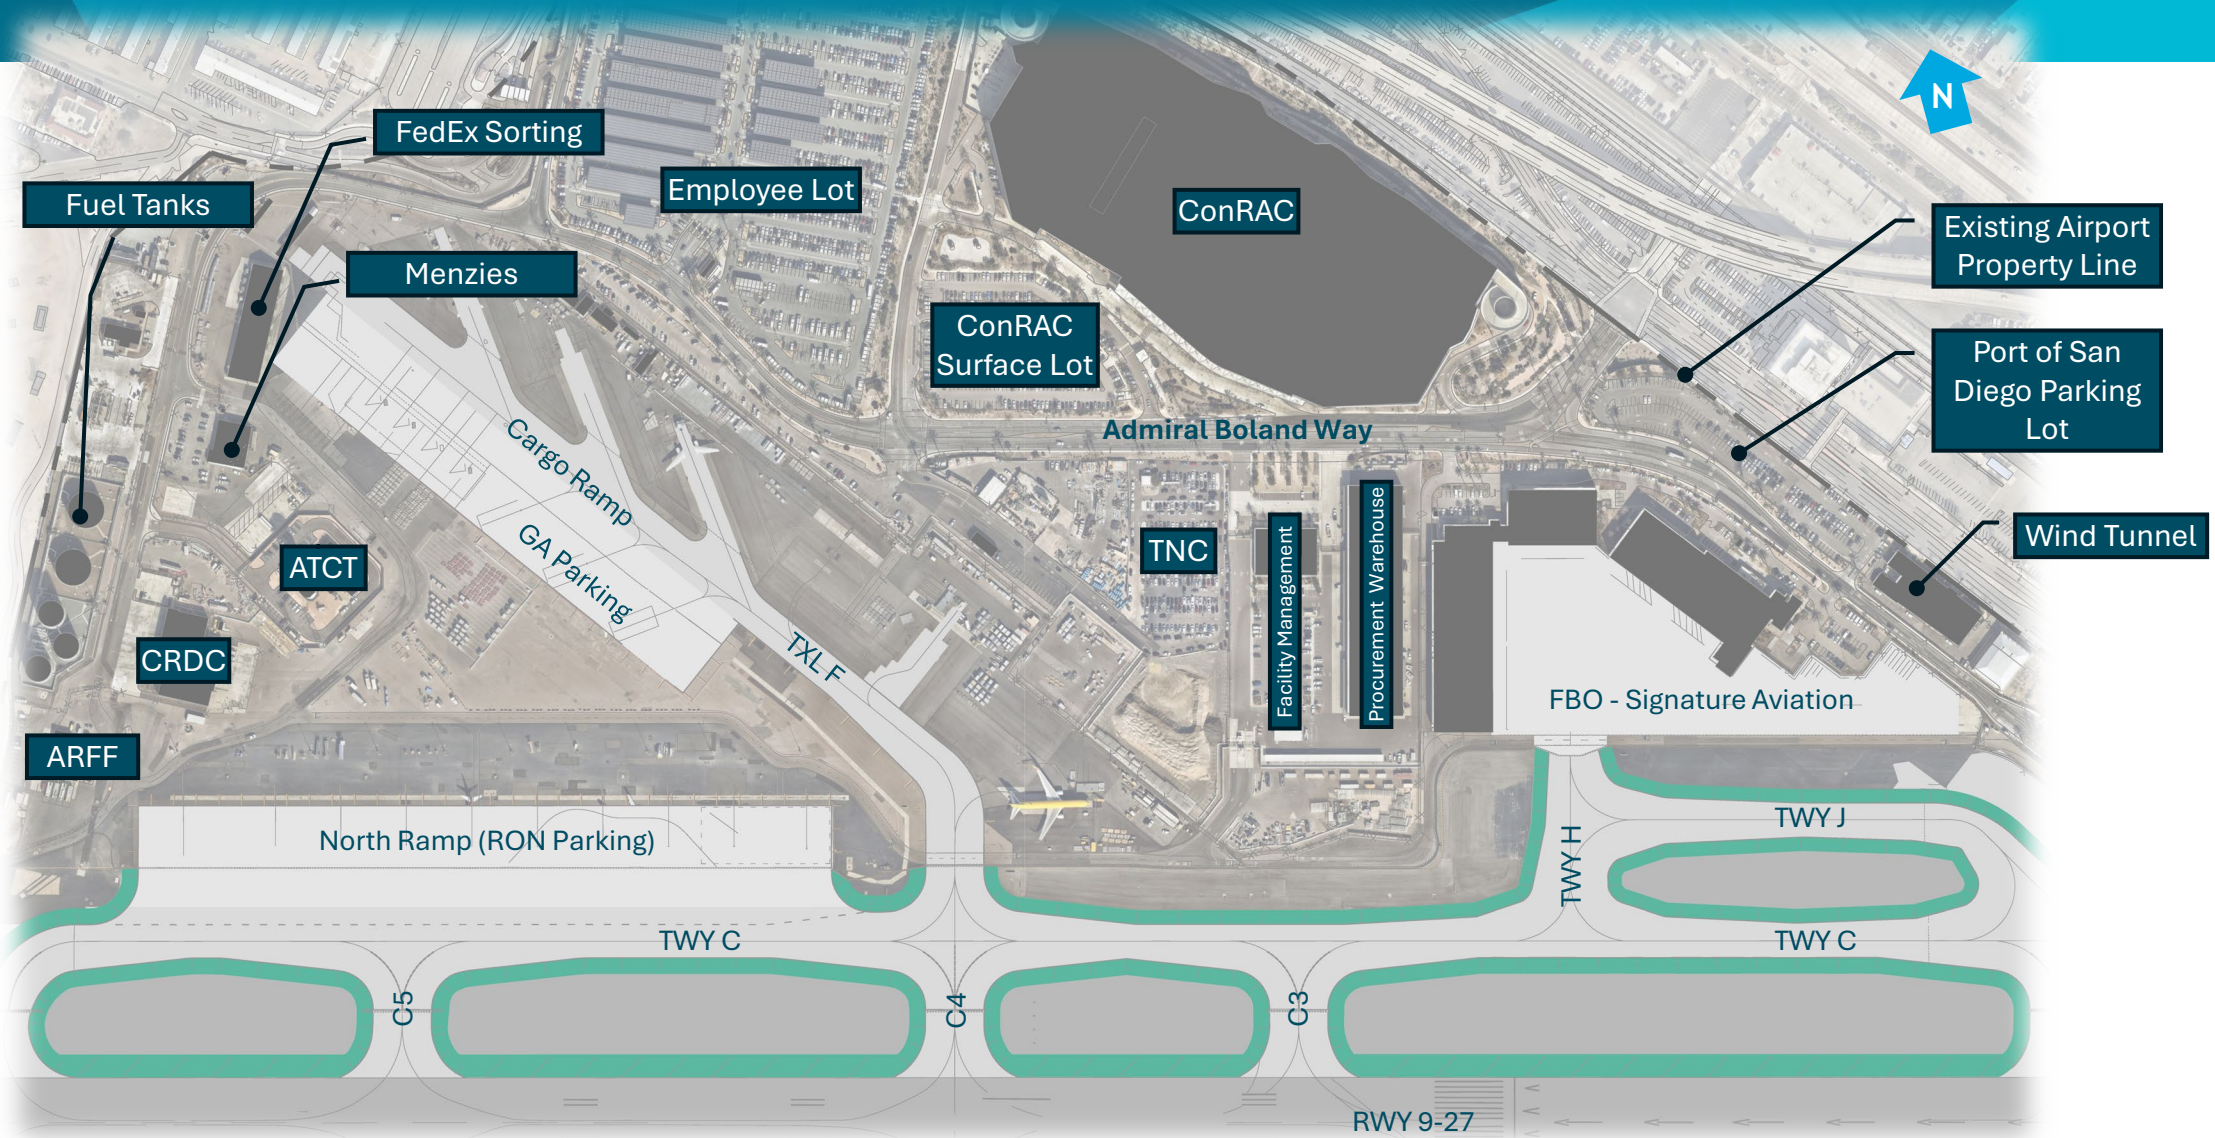 N
FedEx Sorting
Employee Lot
Fuel Tanks
ConRAC
Existing Airport
Property Line
Menzies
ConRAC
Surface Lot
Port of San
Diego Parking
Lot
Admiral Boland Way
Cargo Ramp
GA Parking
ATCT
TNC
Facility Management
Procurement Warehouse
Wind Tunnel
CRDC
TXL F
FBO - Signature Aviation
ARFF
North Ramp (RON Parking)
TWY J
TWY H
TWY C
TWY C
C5
C4
C3
RWY 9-27